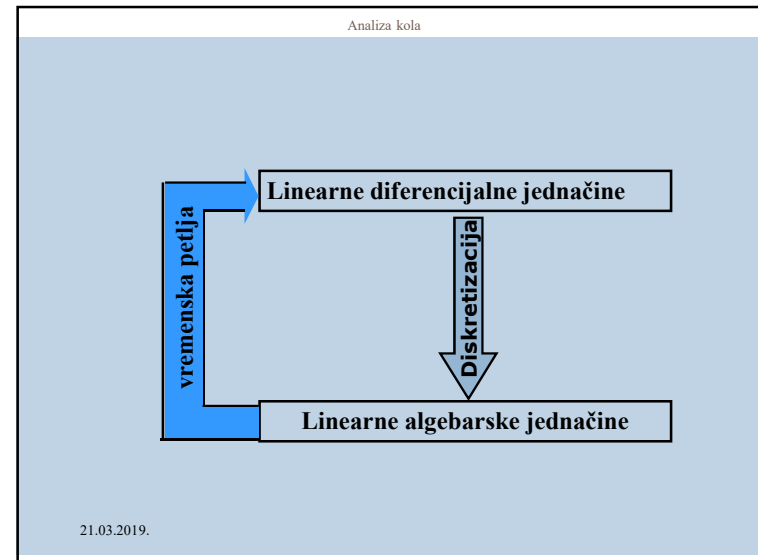 Analiza kola
Linearne diferencijalne jednačine
vremenska petlja
Diskretizacija
Linearne algebarske jednačine
21.03.2019.